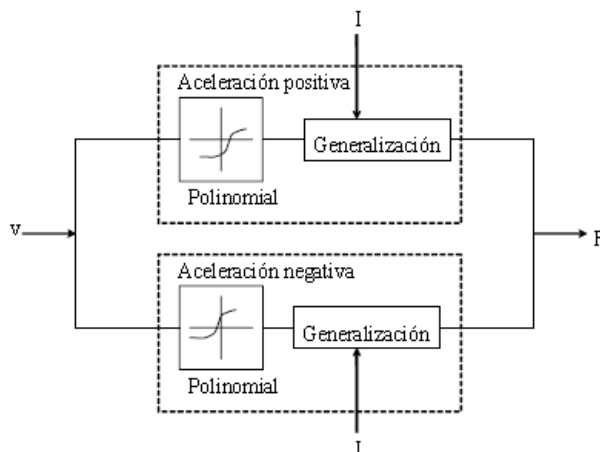 I
Aceleración positiva
Generalización
Polinomial
v
F
Aceleración negativa
Generalización
Polinomial
I